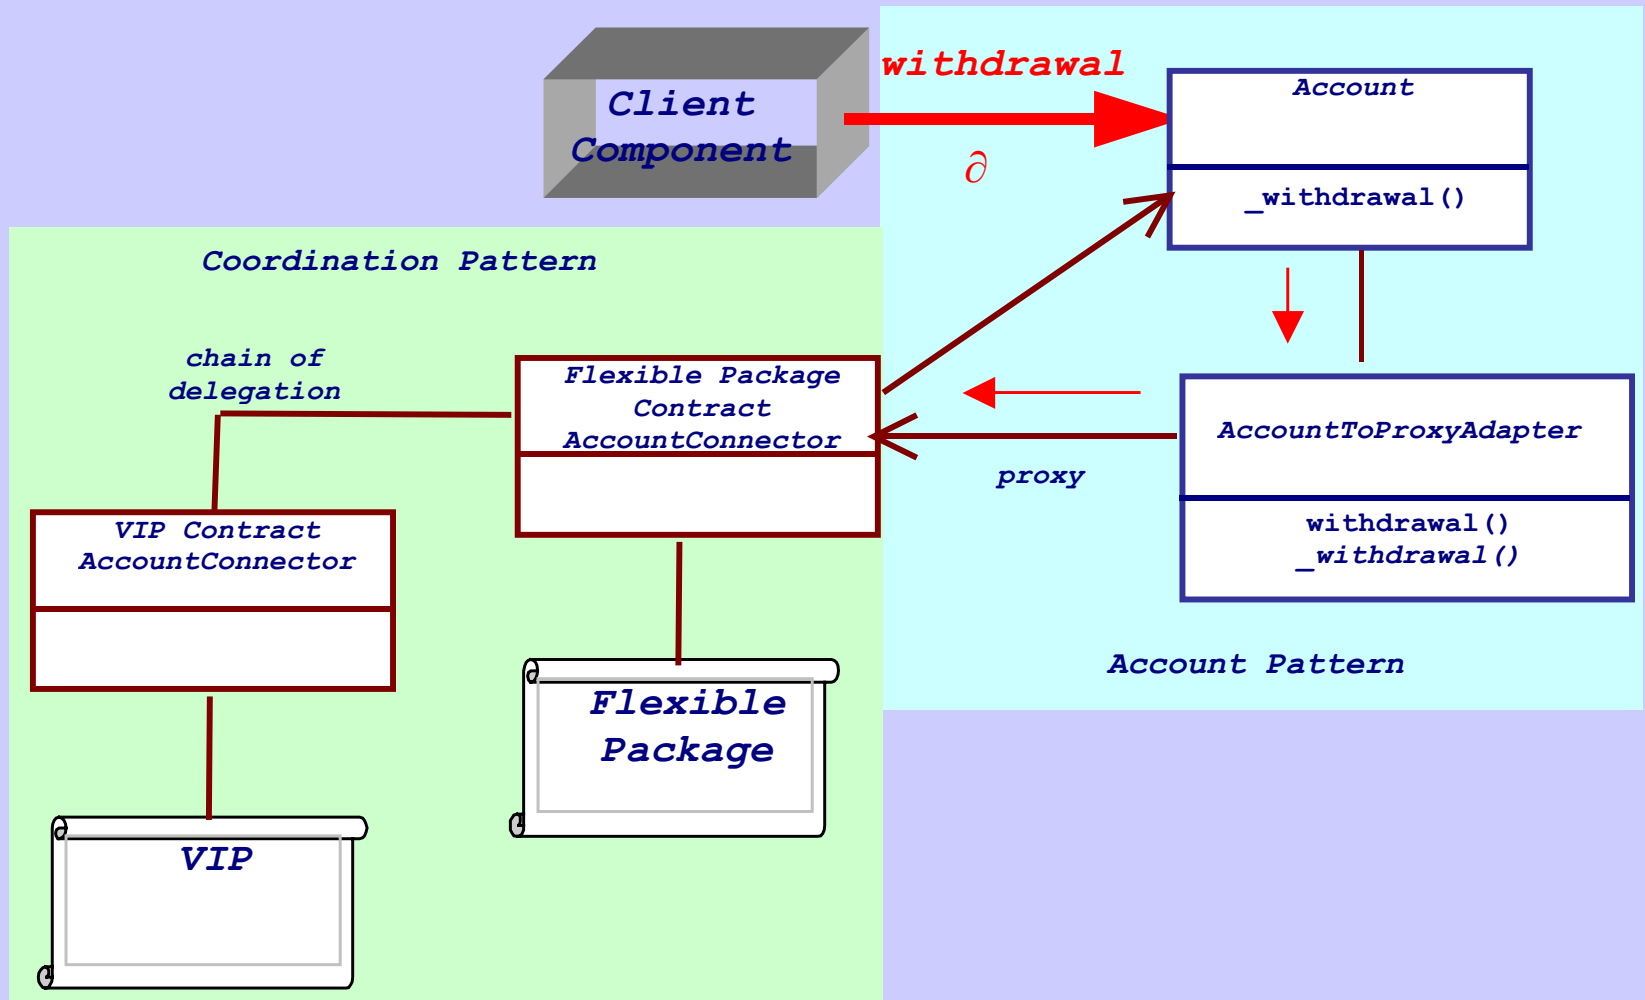 withdrawal
Client
Component
∂
Account
_withdrawal()
Coordination Pattern
chain of
delegation
Flexible Package
Contract
AccountConnector
AccountToProxyAdapter
proxy
withdrawal()
_withdrawal()
VIP Contract
AccountConnector
Account Pattern
Flexible
Package
VIP